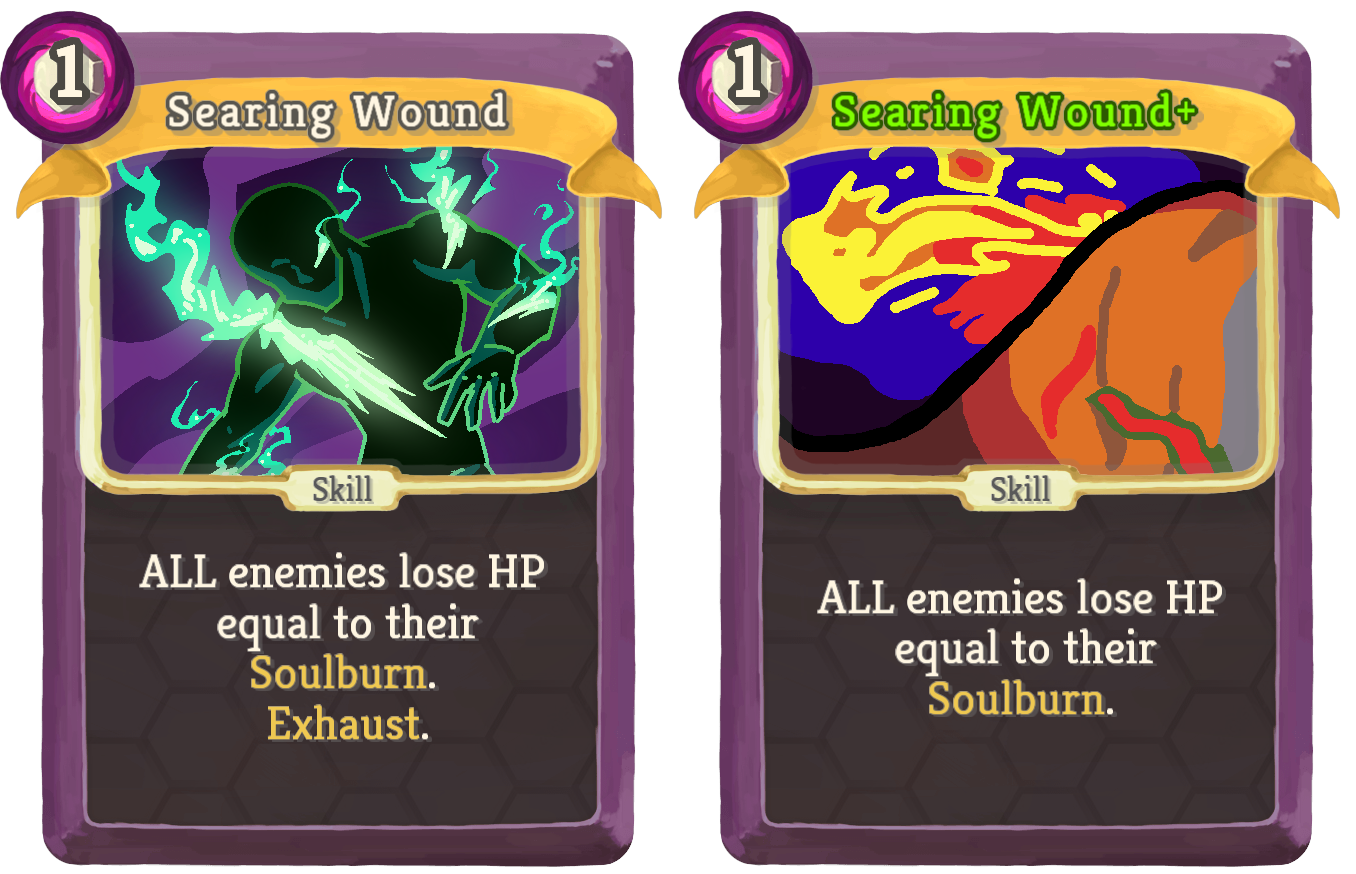 1
Searing Wound
Skill
ALL enemies lose HP
equal to their
Soulburn.
Exhaust.
1
Searing Wound+
Skill
ALL enemies lose HP
equal to their
Soulburn.